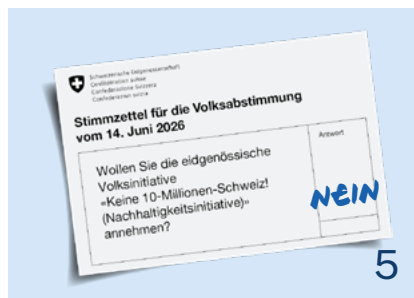 Schweizerische Eidgenossenschaft
Confédération suisse
Confederazione Svizzera
Confederaziun svizra
Stimmzettel für die Volksabstimmung
vom 14. Juni 2026
Antwort
Wollen Sie die eidgenössische
Volksinitiative
«Keine 10-Millionen-Schweiz!
(Nachhaltigkeitsinitiative)»
annehmen?
NEIN
5